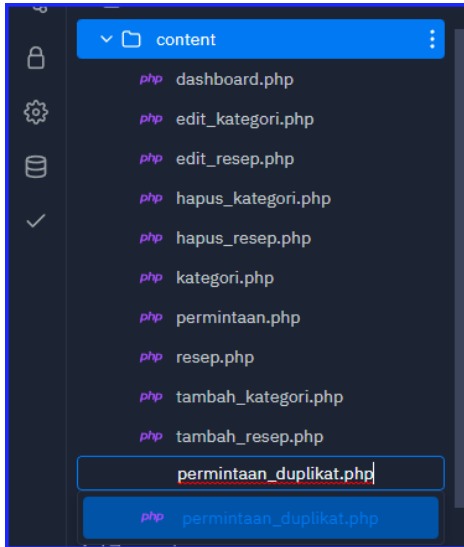 content
php dashboard.php
php edit_kategori.php
php edit_resep.php
php hapus_kategori.php
php hapus_resep.php
php kategori.php
php permintaan.php
php resep.php
php tambah_kategori.php
php tambah_resep.php
permintaan_duplikat.php
php permintaan_duplikat.php